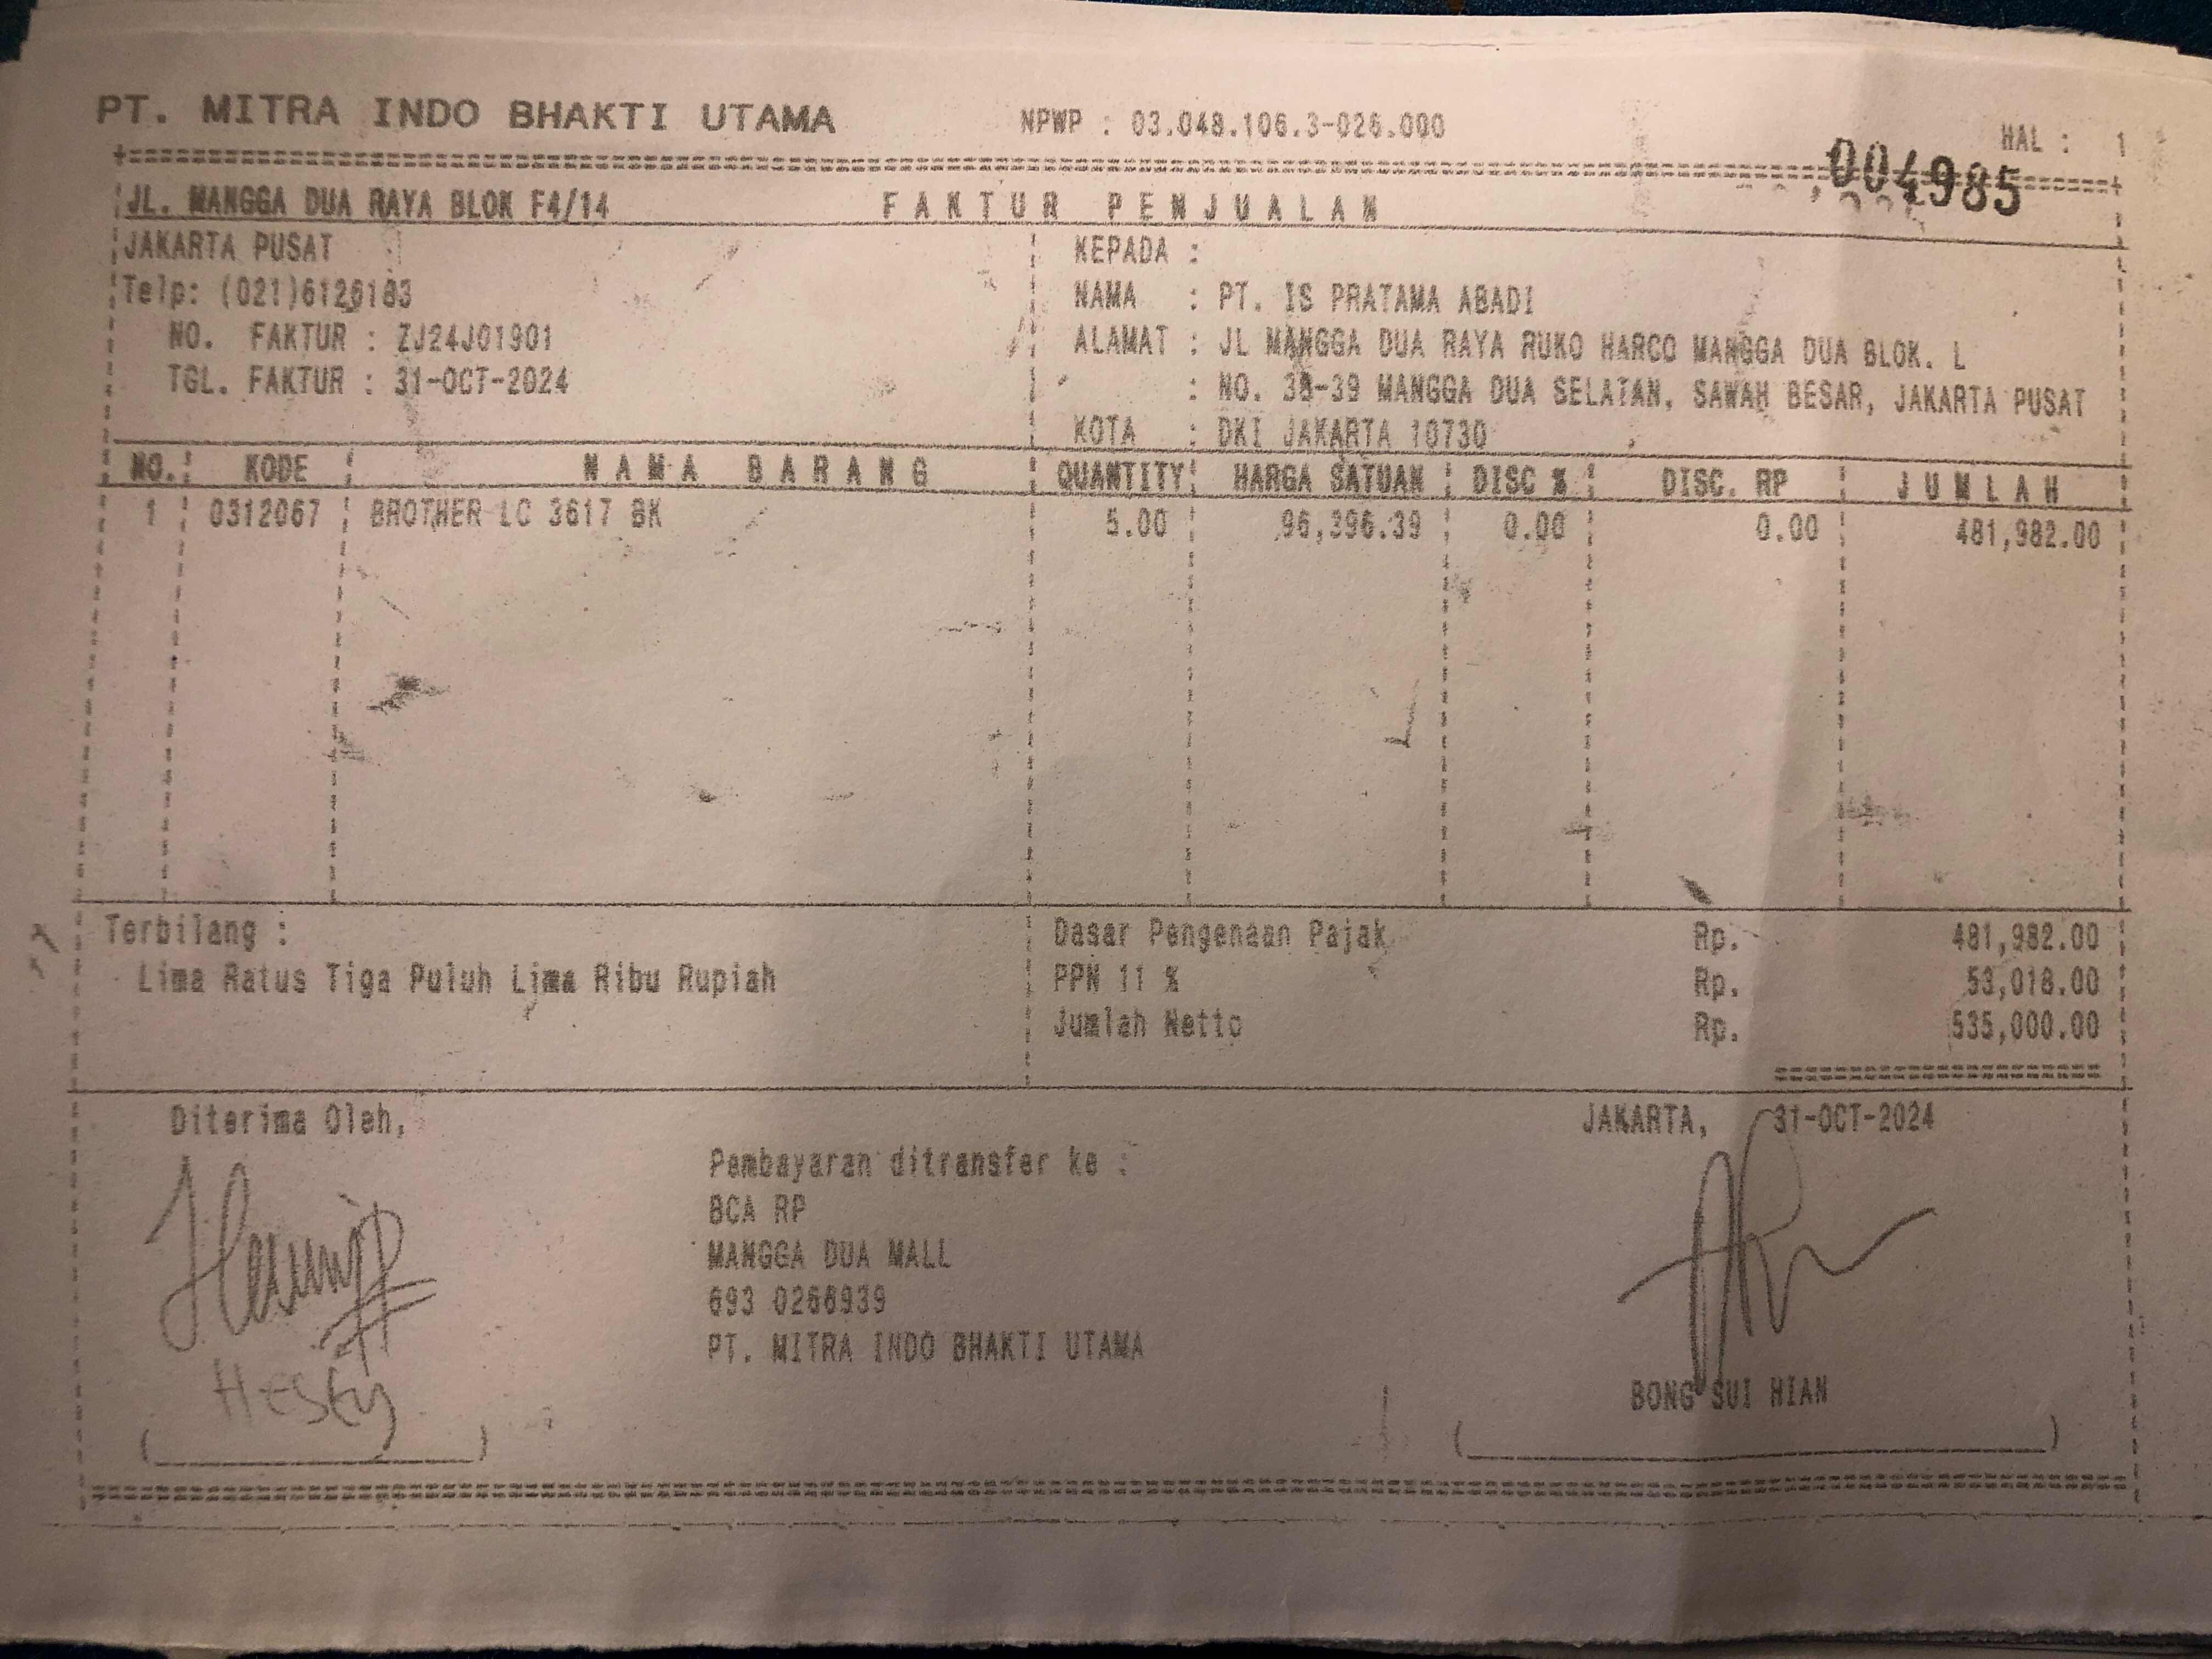 PT. MITRA INDO BHAKTI UTAMA NPWP : 03.048.106.3-026.000 HAL : 1
004985
JL. MANGGA DUA RAYA BLOK F4/14 FAKTUR PENJUALAN
JAKARTA PUSAT KEPADA :
Telp: (021)6126183 NAMA : PT. IS PRATAMA ABADI
NO. FAKTUR : ZJ24J01901 ALAMAT : JL MANGGA DUA RAYA RUKO HARCO MANGGA DUA BLOK. L
TGL. FAKTUR : 31-OCT-2024 : NO. 38-39 MANGGA DUA SELATAN, SAWAH BESAR, JAKARTA PUSAT
KOTA : DKI JAKARTA 10730
NO. KODE NAMA BARANG QUANTITY HARGA SATUAN DISC % DISC. RP JUMLAH
1 0312067 BROTHER LC 3617 BK 5.00 96,396.39 0.00 0.00 481,982.00
Terbilang : Dasar Pengenaan Pajak Rp. 481,982.00
Lima Ratus Tiga Puluh Lima Ribu Rupiah PPN 11 % Rp. 53,018.00
Jumlah Netto Rp. 535,000.00
Diterima Oleh, JAKARTA, 31-OCT-2024
Pembayaran ditransfer ke :
BCA RP
MANGGA DUA MALL
693 0268939
PT. MITRA INDO BHAKTI UTAMA
Hesty BONG SUI HIAN